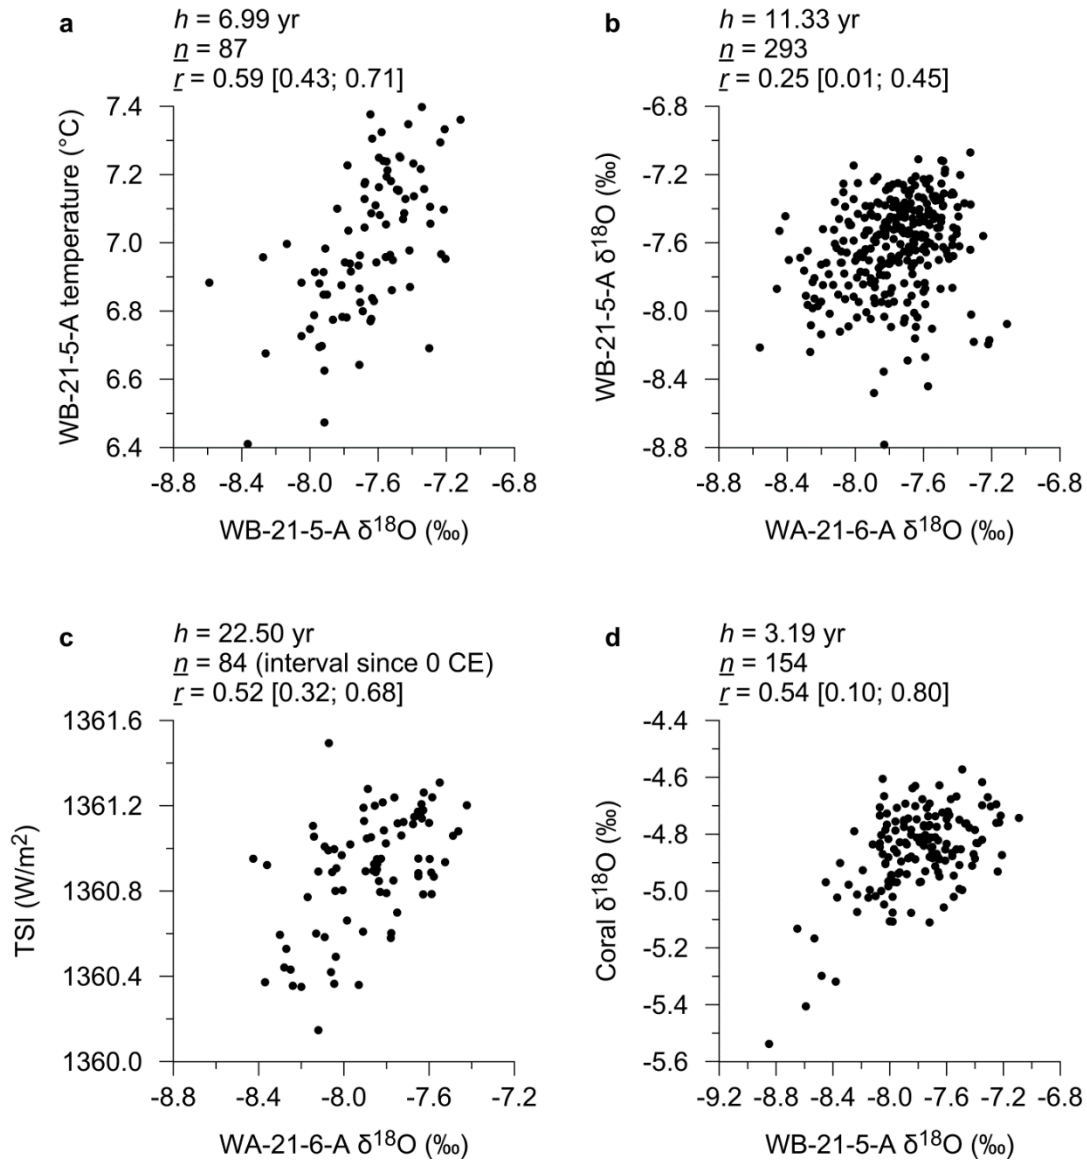 a
h = 6.99 yr
n = 87
r = 0.59 [0.43; 0.71]
7.4
7.2
7.0
6.8
6.6
6.4
WB-21-5-A temperature (°C)
-8.8 -8.4 -8.0 -7.6 -7.2 -6.8
WB-21-5-A δ18O (‰)
b
h = 11.33 yr
n = 293
r = 0.25 [0.01; 0.45]
-6.8
-7.2
-7.6
-8.0
-8.4
-8.8
WB-21-5-A δ18O (‰)
-8.8 -8.4 -8.0 -7.6 -7.2 -6.8
WA-21-6-A δ18O (‰)
c
h = 22.50 yr
n = 84 (interval since 0 CE)
r = 0.52 [0.32; 0.68]
1361.6
1361.2
1360.8
1360.4
1360.0
TSI (W/m2)
-8.8 -8.4 -8.0 -7.6 -7.2
WA-21-6-A δ18O (‰)
d
h = 3.19 yr
n = 154
r = 0.54 [0.10; 0.80]
-4.4
-4.6
-4.8
-5.0
-5.2
-5.4
-5.6
Coral δ18O (‰)
-9.2 -8.8 -8.4 -8.0 -7.6 -7.2 -6.8
WB-21-5-A δ18O (‰)